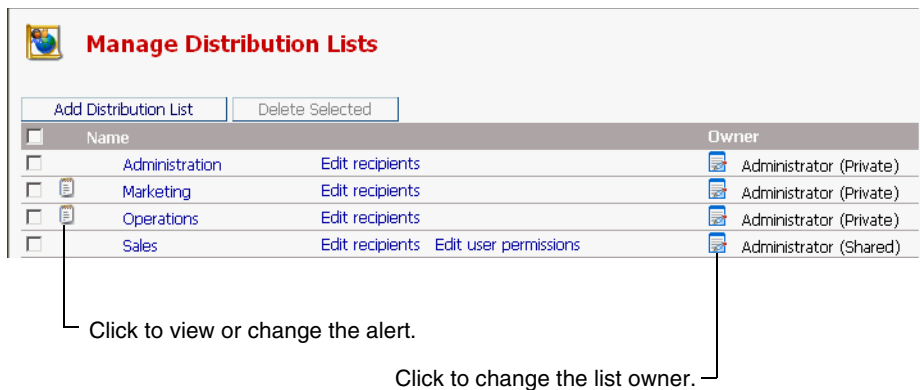 Manage Distribution Lists
Add Distribution List Delete Selected
Name Owner
Administration Edit recipients Administrator (Private)
Marketing Edit recipients Administrator (Private)
Operations Edit recipients Administrator (Private)
Sales Edit recipients Edit user permissions Administrator (Shared)
Click to view or change the alert.
Click to change the list owner.